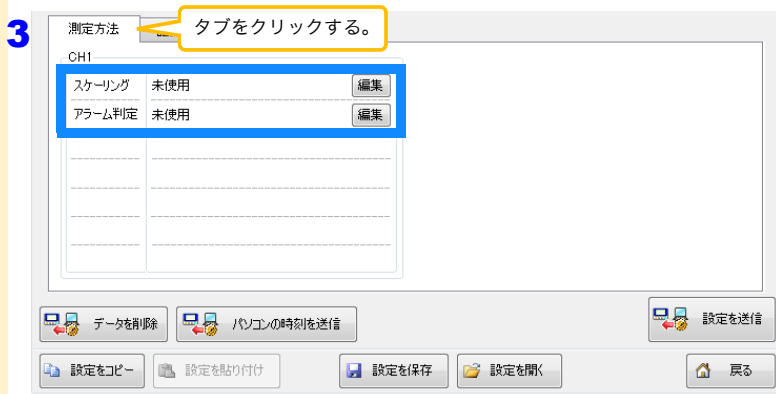 3
測定方法
タブをクリックする。
CH1
スケーリング 未使用 編集
アラーム判定 未使用 編集
データを削除 パソコンの時刻を送信 設定を送信
設定をコピー 設定を貼り付け 設定を保存 設定を開く 戻る